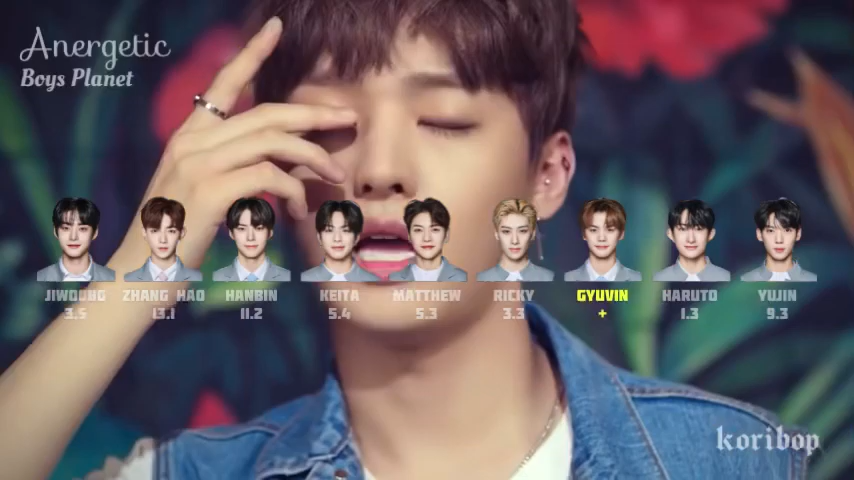 Anergetic
Boys Planet
JIWOONG ZHANG HAO HANBIN KEITA MATTHEW RICKY GYUVIN HARUTO YUJIN
3.5 13.1 11.2 5.4 5.3 3.3 + 1.3 9.3
koribop